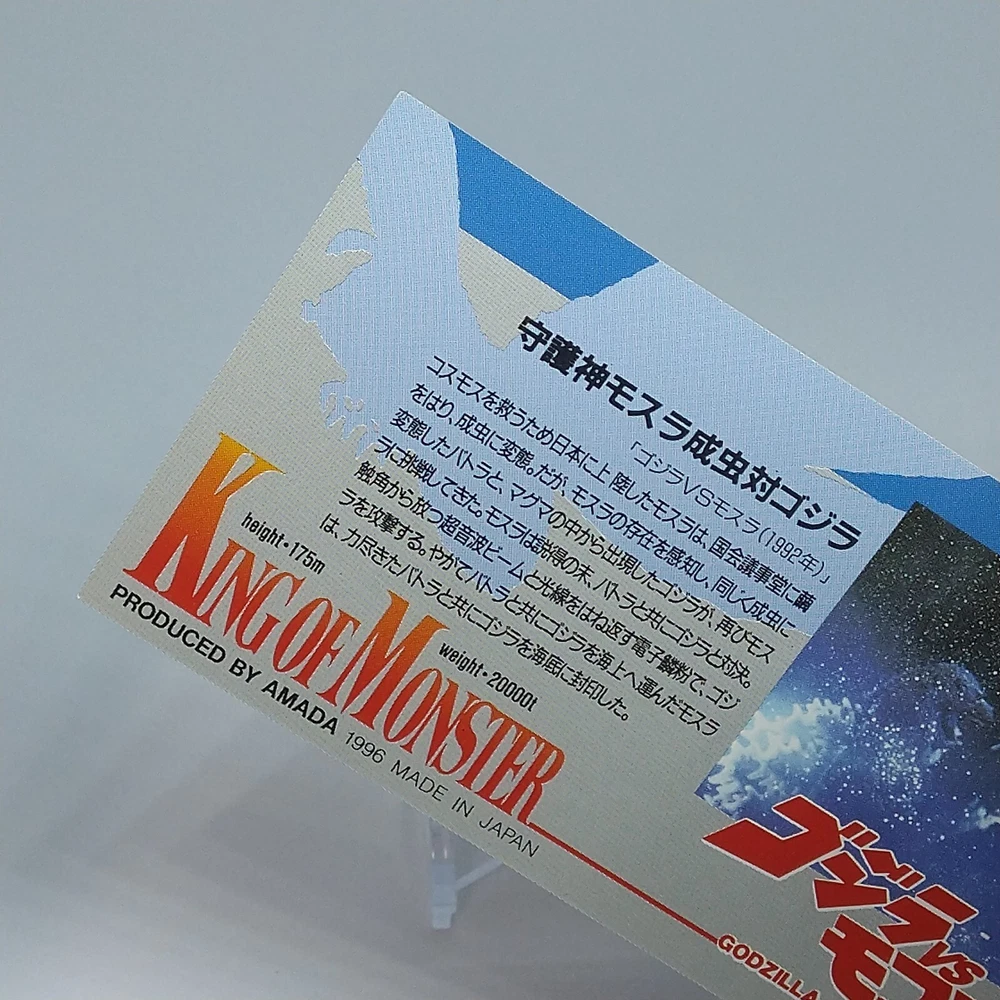 守護神モスラ成虫対ゴジラ
「ゴジラVSモスラ(1992年)」
コスモスを救うため日本に上陸したモスラは、国会議事堂に繭
をはり、成虫に変態。だが、モスラの存在を感知し、同じく成虫に
変態したバトラと、マグマの中から出現したゴジラが、再びモス
ラに挑戦してきた。モスラは説得の末、バトラと共にゴジラと対決。
触角から放つ超音波ビームと光線をはね返す電子鱗粉で、ゴジ
ラを攻撃する。やがてバトラと共にゴジラを海上へ運んだモスラ
は、力尽きたバトラと共にゴジラを海底に封印した。
height・175m
weight・20000t
KING OF MONSTER
PRODUCED BY AMADA 1996 MADE IN JAPAN
ゴジラVS
モス
GODZILLA